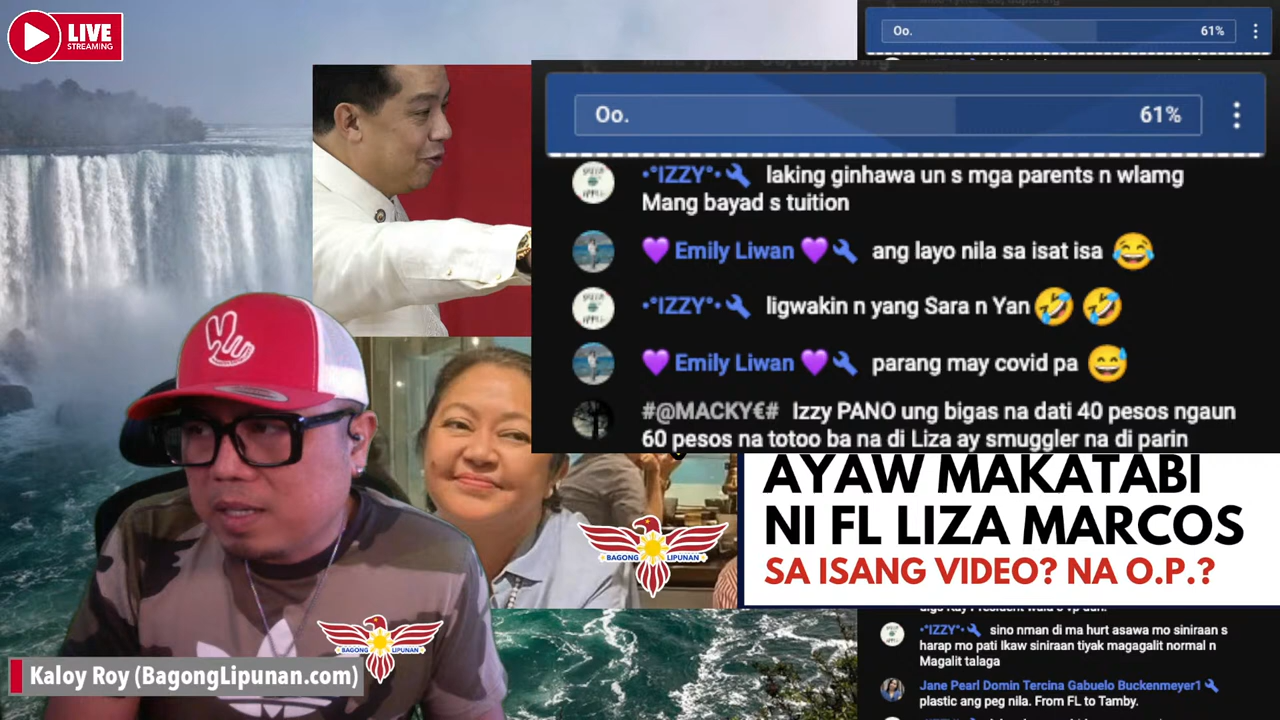 LIVE
STREAMING
Oo.
61%
Oo.
61%
•°IZZY°• laking ginhawa un s mga parents n wlamg
Mang bayad s tuition
Emily Liwan ang layo nila sa isat isa
•°IZZY°• ligwakin n yang Sara n Yan
Emily Liwan parang may covid pa
#@MACKY€# Izzy PANO ung bigas na dati 40 pesos ngaun
60 pesos na totoo ba na di Liza ay smuggler na di parin
AYAW MAKATABI
NI FL LIZA MARCOS
SA ISANG VIDEO? NA O.P.?
BAGONG LIPUNAN
BAGONG LIPUNAN
Kaloy Roy (BagongLipunan.com)
•°IZZY°• sino nman di ma hurt asawa mo siniraan s
harap mo pati Ikaw siniraan tiyak magagalit normal n
Magalit talaga
Jane Pearl Domin Tercina Gabuelo Buckenmeyer1
plastic ang peg nila. From FL to Tamby.